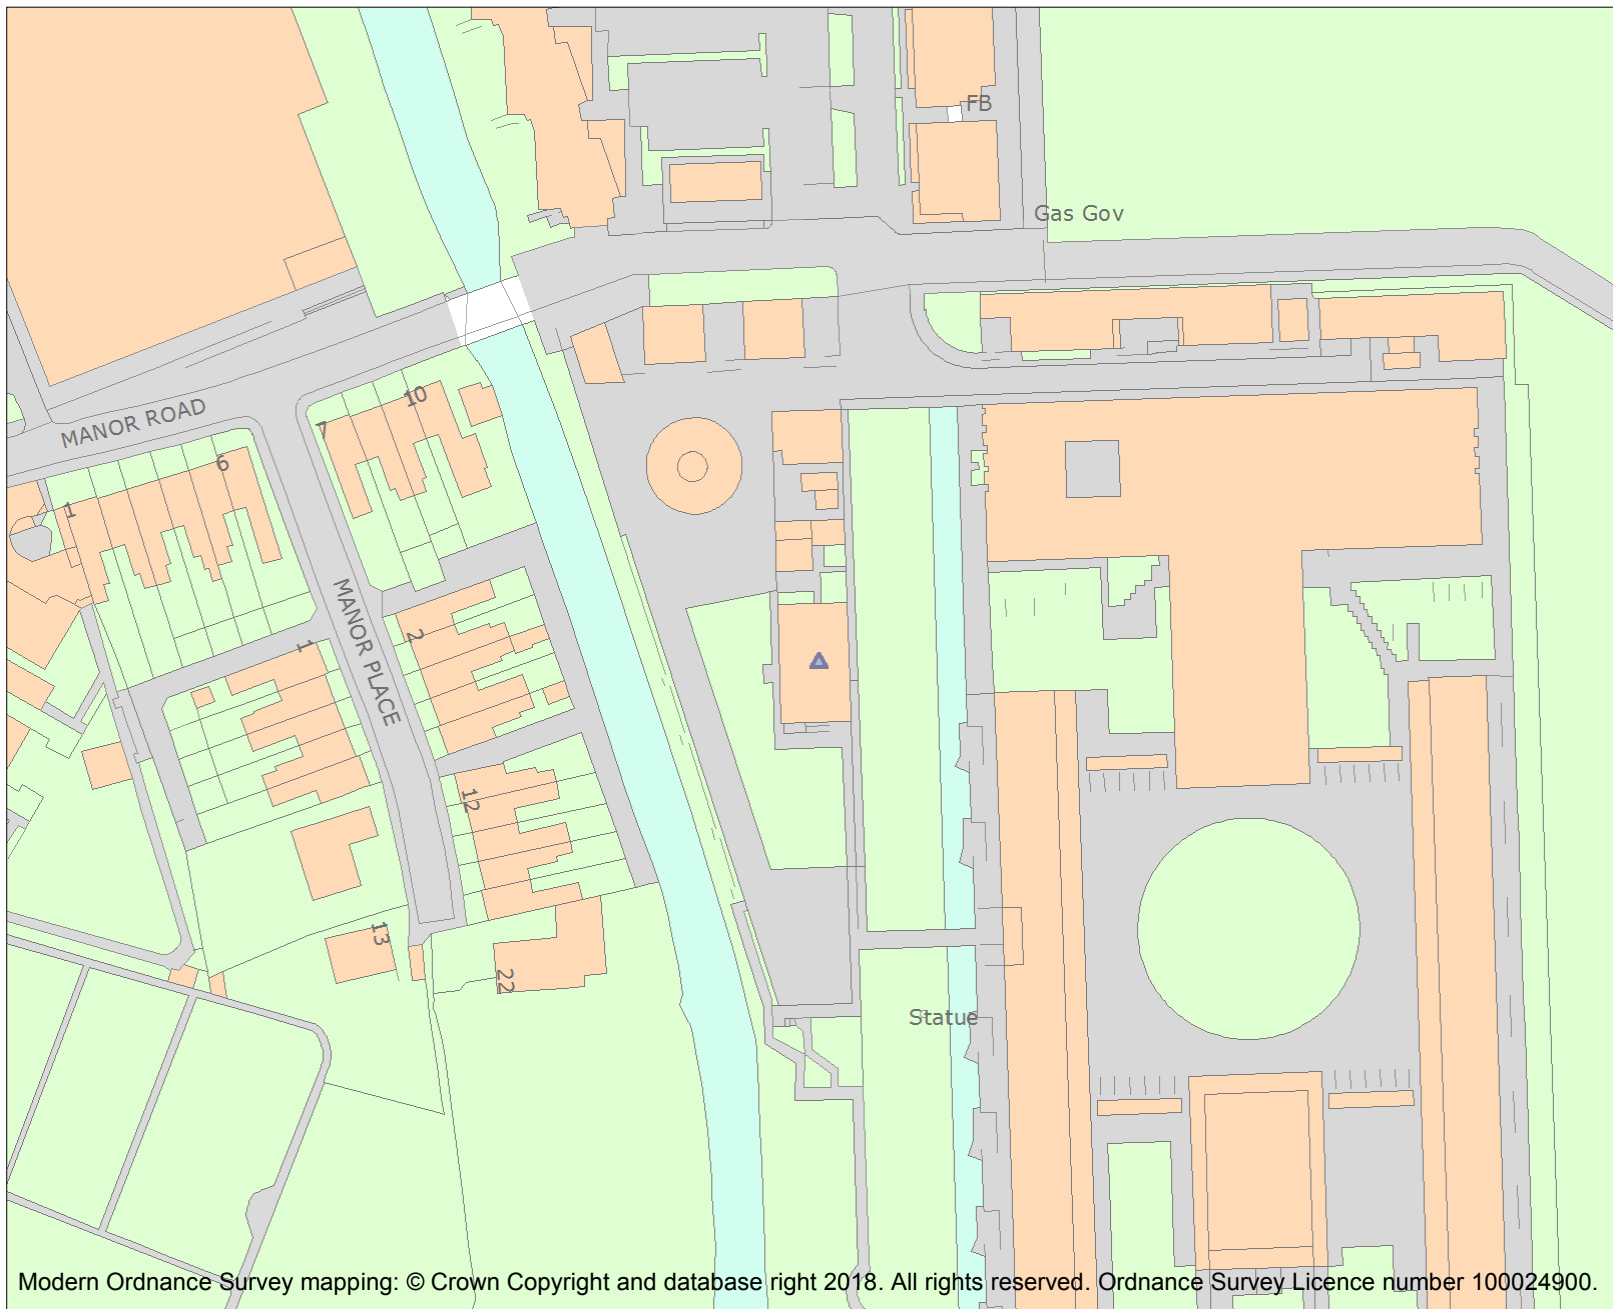 FB
Gas Gov
10
MANOR ROAD
7
6
1
MANOR PLACE
2
1
12
13
22
Statue
Modern Ordnance Survey mapping: © Crown Copyright and database right 2018. All rights reserved. Ordnance Survey Licence number 100024900.